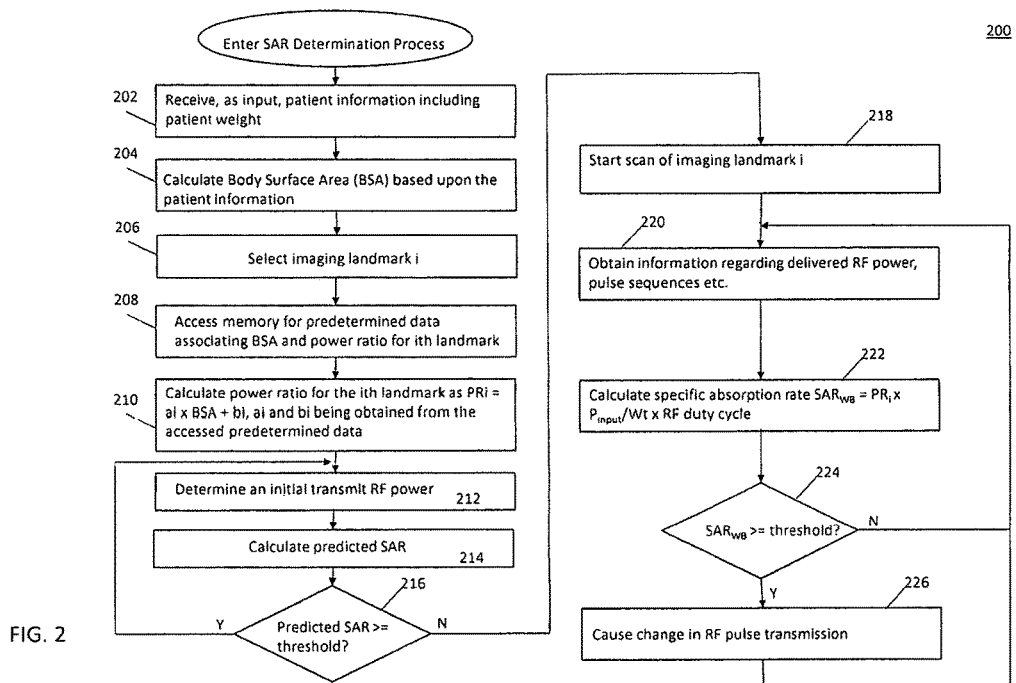 200
Enter SAR Determination Process
202
Receive, as input, patient information including
patient weight
204
Calculate Body Surface Area (BSA) based upon the
patient information
206
Select imaging landmark i
208
Access memory for predetermined data
associating BSA and power ratio for ith landmark
210
Calculate power ratio for the ith landmark as PRi =
ai x BSA + bi, ai and bi being obtained from the
accessed predetermined data
Determine an initial transmit RF power
212
Calculate predicted SAR
214
216
Predicted SAR >=
threshold?
Y
N
218
Start scan of imaging landmark i
220
Obtain information regarding delivered RF power,
pulse sequences etc.
222
Calculate specific absorption rate SAR_WB = PR_i x
P_input/Wt x RF duty cycle
224
SAR_WB >= threshold?
N
Y
226
Cause change in RF pulse transmission
FIG. 2